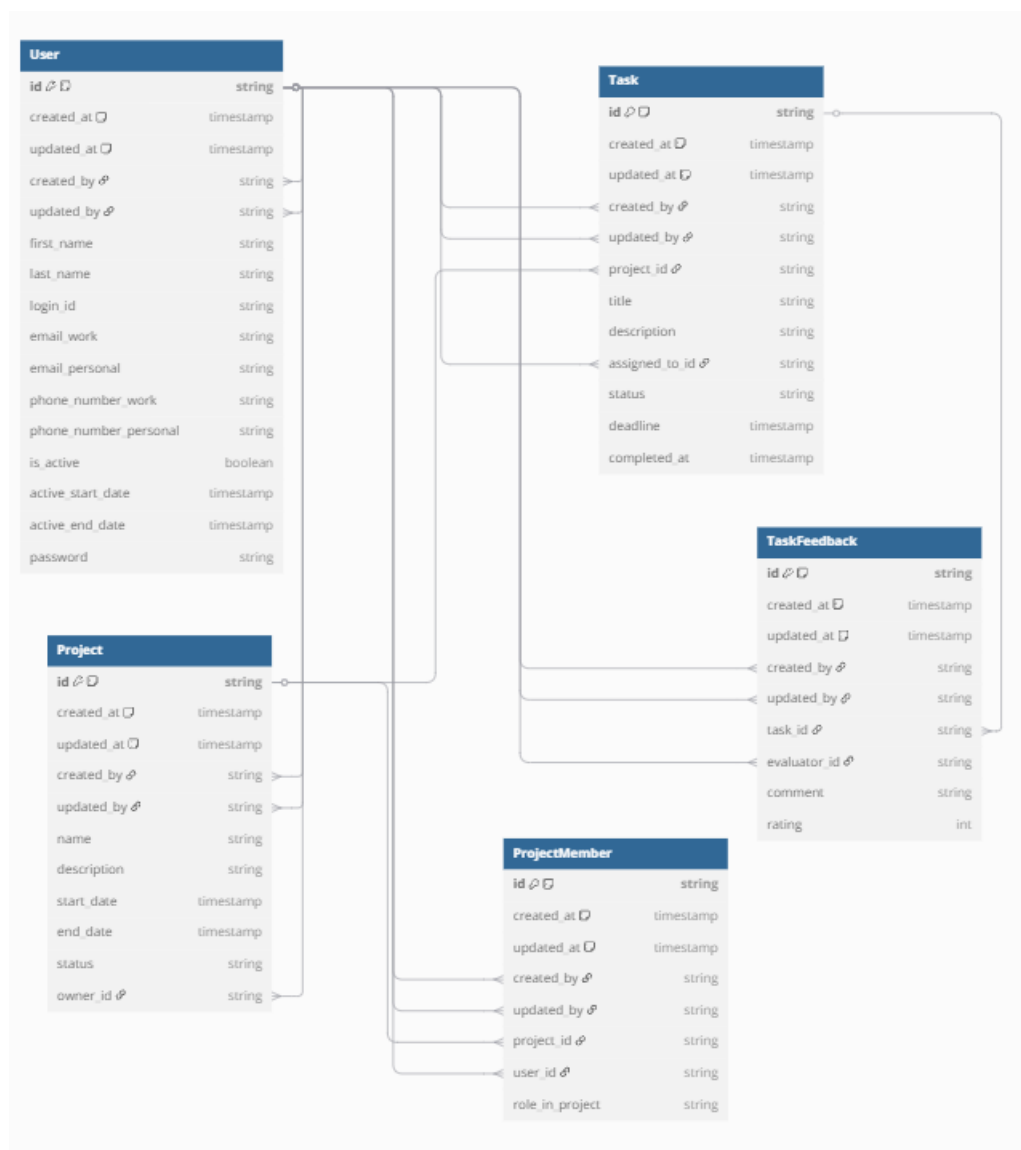 User
id string
created_at timestamp
updated_at timestamp
created_by string
updated_by string
first_name string
last_name string
login_id string
email_work string
email_personal string
phone_number_work string
phone_number_personal string
is_active boolean
active_start_date timestamp
active_end_date timestamp
password string
Task
id string
created_at timestamp
updated_at timestamp
created_by string
updated_by string
project_id string
title string
description string
assigned_to_id string
status string
deadline timestamp
completed_at timestamp
TaskFeedback
id string
created_at timestamp
updated_at timestamp
created_by string
updated_by string
task_id string
evaluator_id string
comment string
rating int
Project
id string
created_at timestamp
updated_at timestamp
created_by string
updated_by string
name string
description string
start_date timestamp
end_date timestamp
status string
owner_id string
ProjectMember
id string
created_at timestamp
updated_at timestamp
created_by string
updated_by string
project_id string
user_id string
role_in_project string